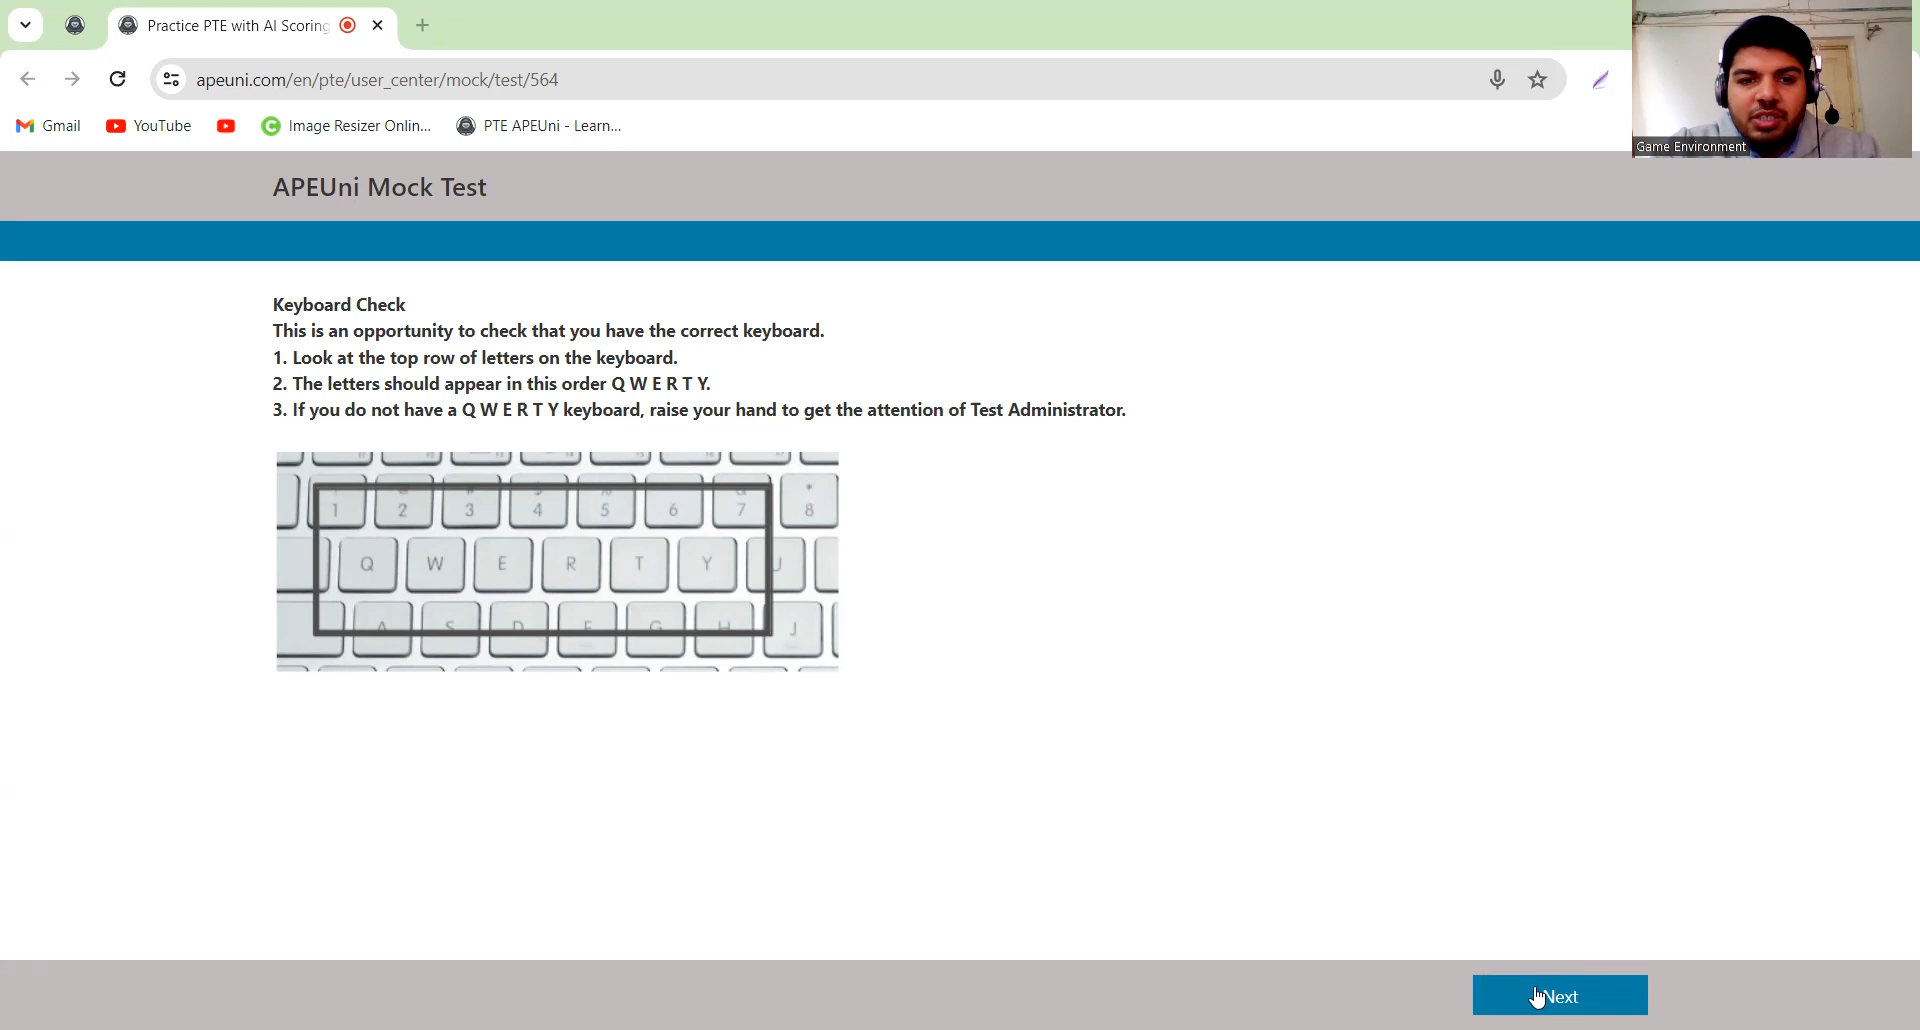 Practice PTE with AI Scoring
apeuni.com/en/pte/user_center/mock/test/564
Gmail
YouTube
Image Resizer Onlin...
PTE APEUni - Learn...
Game Environment
APEUni Mock Test
Keyboard Check
This is an opportunity to check that you have the correct keyboard.
1. Look at the top row of letters on the keyboard.
2. The letters should appear in this order Q W E R T Y.
3. If you do not have a Q W E R T Y keyboard, raise your hand to get the attention of Test Administrator.
1 2 3 4 5 6 7 * 8
Q W E R T Y U
A S D F G H J
Next